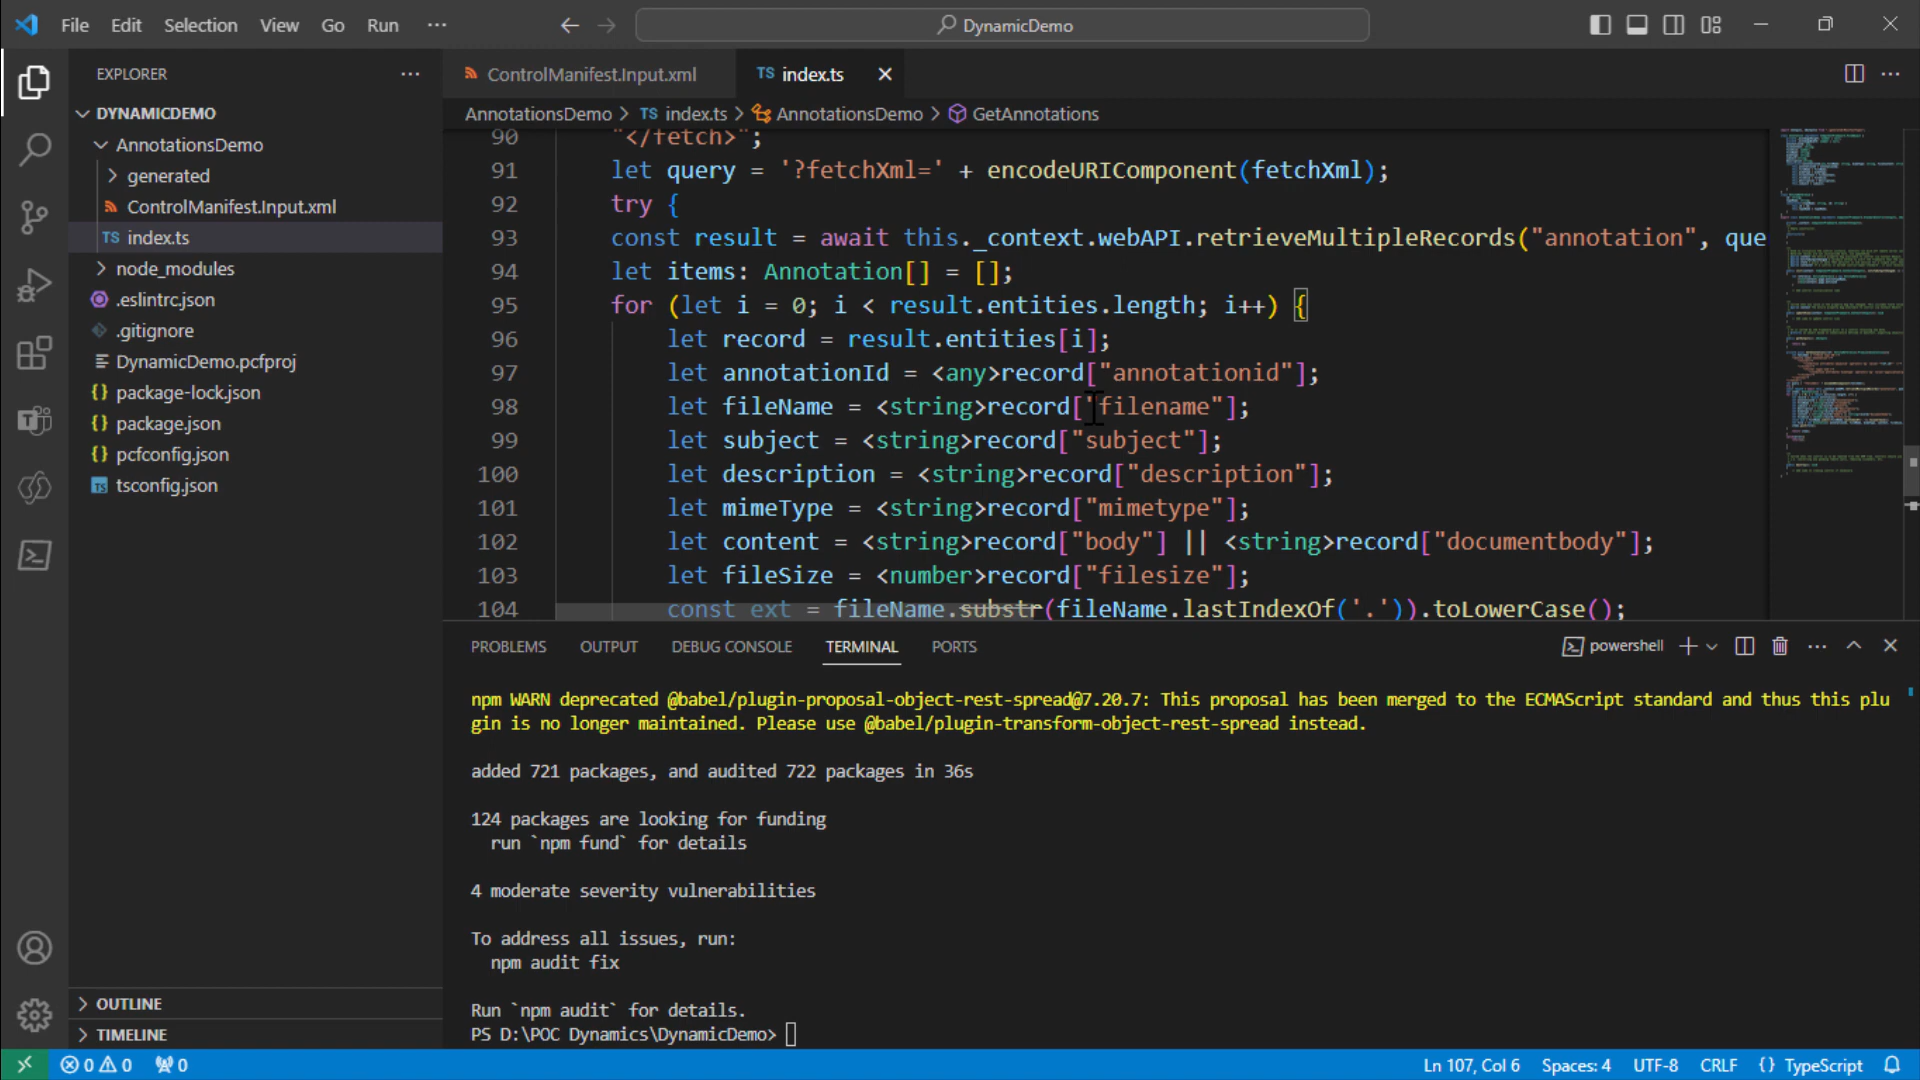 File Edit Selection View Go Run ··· DynamicDemo
EXPLORER
DYNAMICDEMO
AnnotationsDemo
generated
ControlManifest.Input.xml
TS index.ts
node_modules
.eslintrc.json
.gitignore
DynamicDemo.pcfproj
{} package-lock.json
{} package.json
{} pcfconfig.json
tsconfig.json
OUTLINE
TIMELINE
ControlManifest.Input.xml TS index.ts
AnnotationsDemo > TS index.ts > AnnotationsDemo > GetAnnotations
90 "</fetch>";
91 let query = '?fetchXml=' + encodeURIComponent(fetchXml);
92 try {
93 const result = await this._context.webAPI.retrieveMultipleRecords("annotation", que
94 let items: Annotation[] = [];
95 for (let i = 0; i < result.entities.length; i++) {
96 let record = result.entities[i];
97 let annotationId = <any>record["annotationid"];
98 let fileName = <string>record["filename"];
99 let subject = <string>record["subject"];
100 let description = <string>record["description"];
101 let mimeType = <string>record["mimetype"];
102 let content = <string>record["body"] || <string>record["documentbody"];
103 let fileSize = <number>record["filesize"];
104 const ext = fileName.substr(fileName.lastIndexOf('.')).toLowerCase();
PROBLEMS OUTPUT DEBUG CONSOLE TERMINAL PORTS powershell
npm WARN deprecated @babel/plugin-proposal-object-rest-spread@7.20.7: This proposal has been merged to the ECMAScript standard and thus this plu
gin is no longer maintained. Please use @babel/plugin-transform-object-rest-spread instead.
added 721 packages, and audited 722 packages in 36s
124 packages are looking for funding
run `npm fund` for details
4 moderate severity vulnerabilities
To address all issues, run:
npm audit fix
Run `npm audit` for details.
PS D:\POC Dynamics\DynamicDemo>
0 0 0 Ln 107, Col 6 Spaces: 4 UTF-8 CRLF {} TypeScript